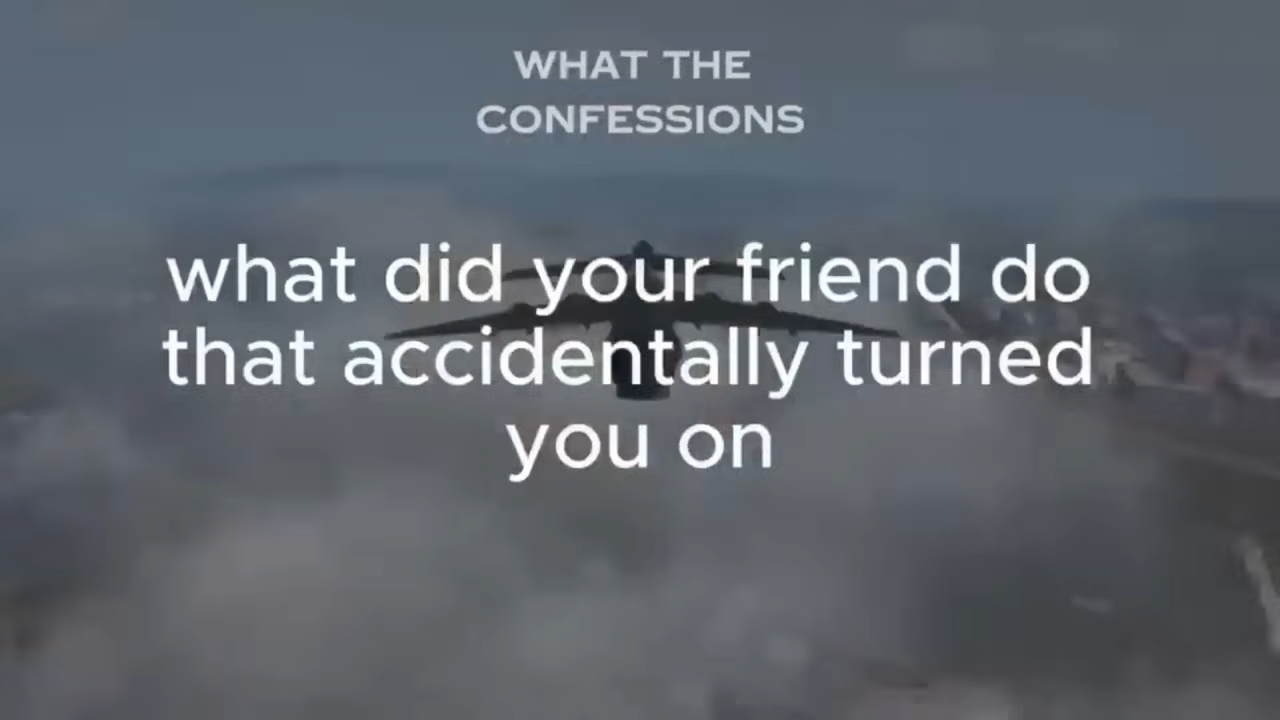 WHAT THE
CONFESSIONS
what did your friend do
that accidentally turned
you on